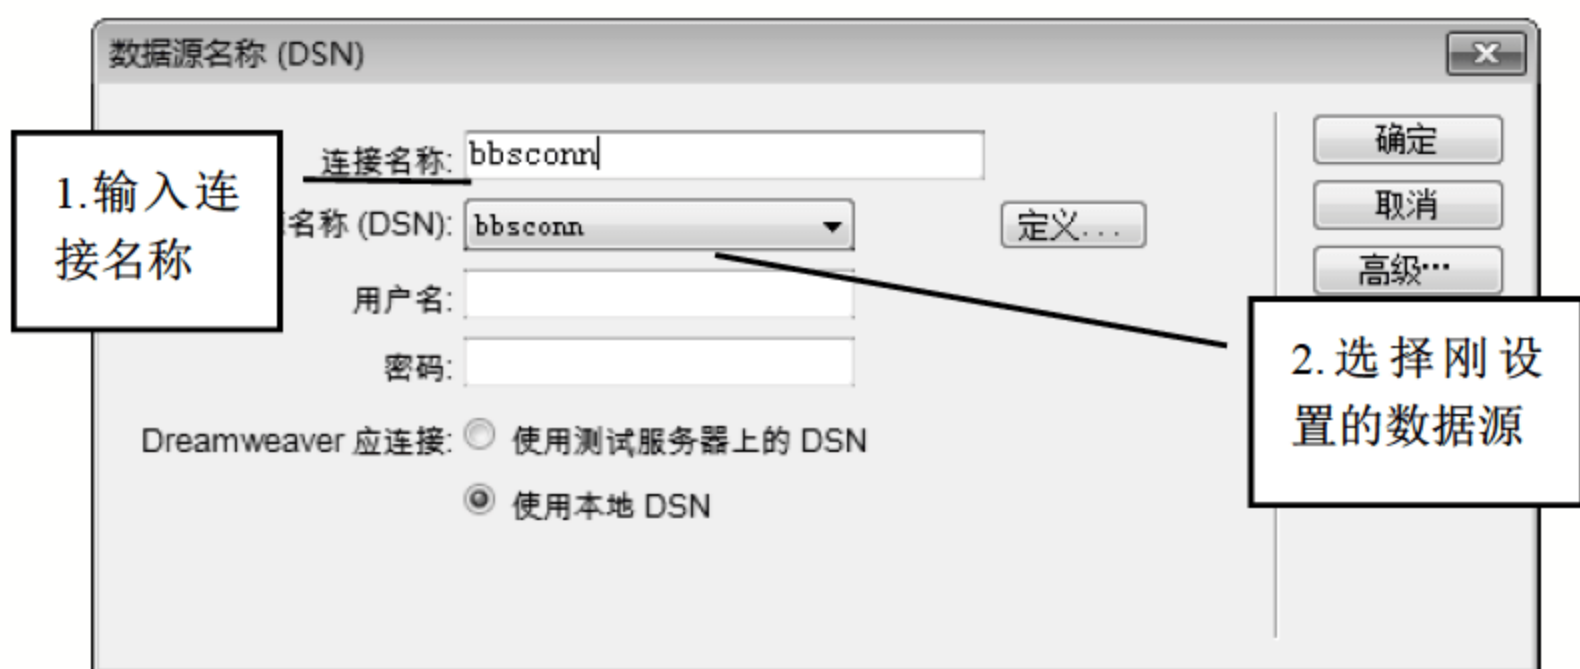 数据源名称 (DSN)
连接名称: bbsconn
确定
1.输入连
接名称
名称 (DSN): bbsconn
定义...
取消
用户名:
高级...
密码:
2.选择刚设
置的数据源
Dreamweaver 应连接: 使用测试服务器上的 DSN
使用本地 DSN